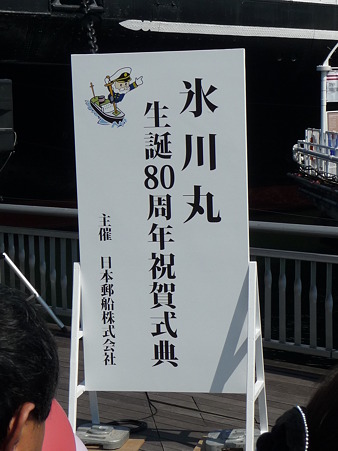 氷川丸
生誕80周年祝賀式典
主催　日本郵船株式会社